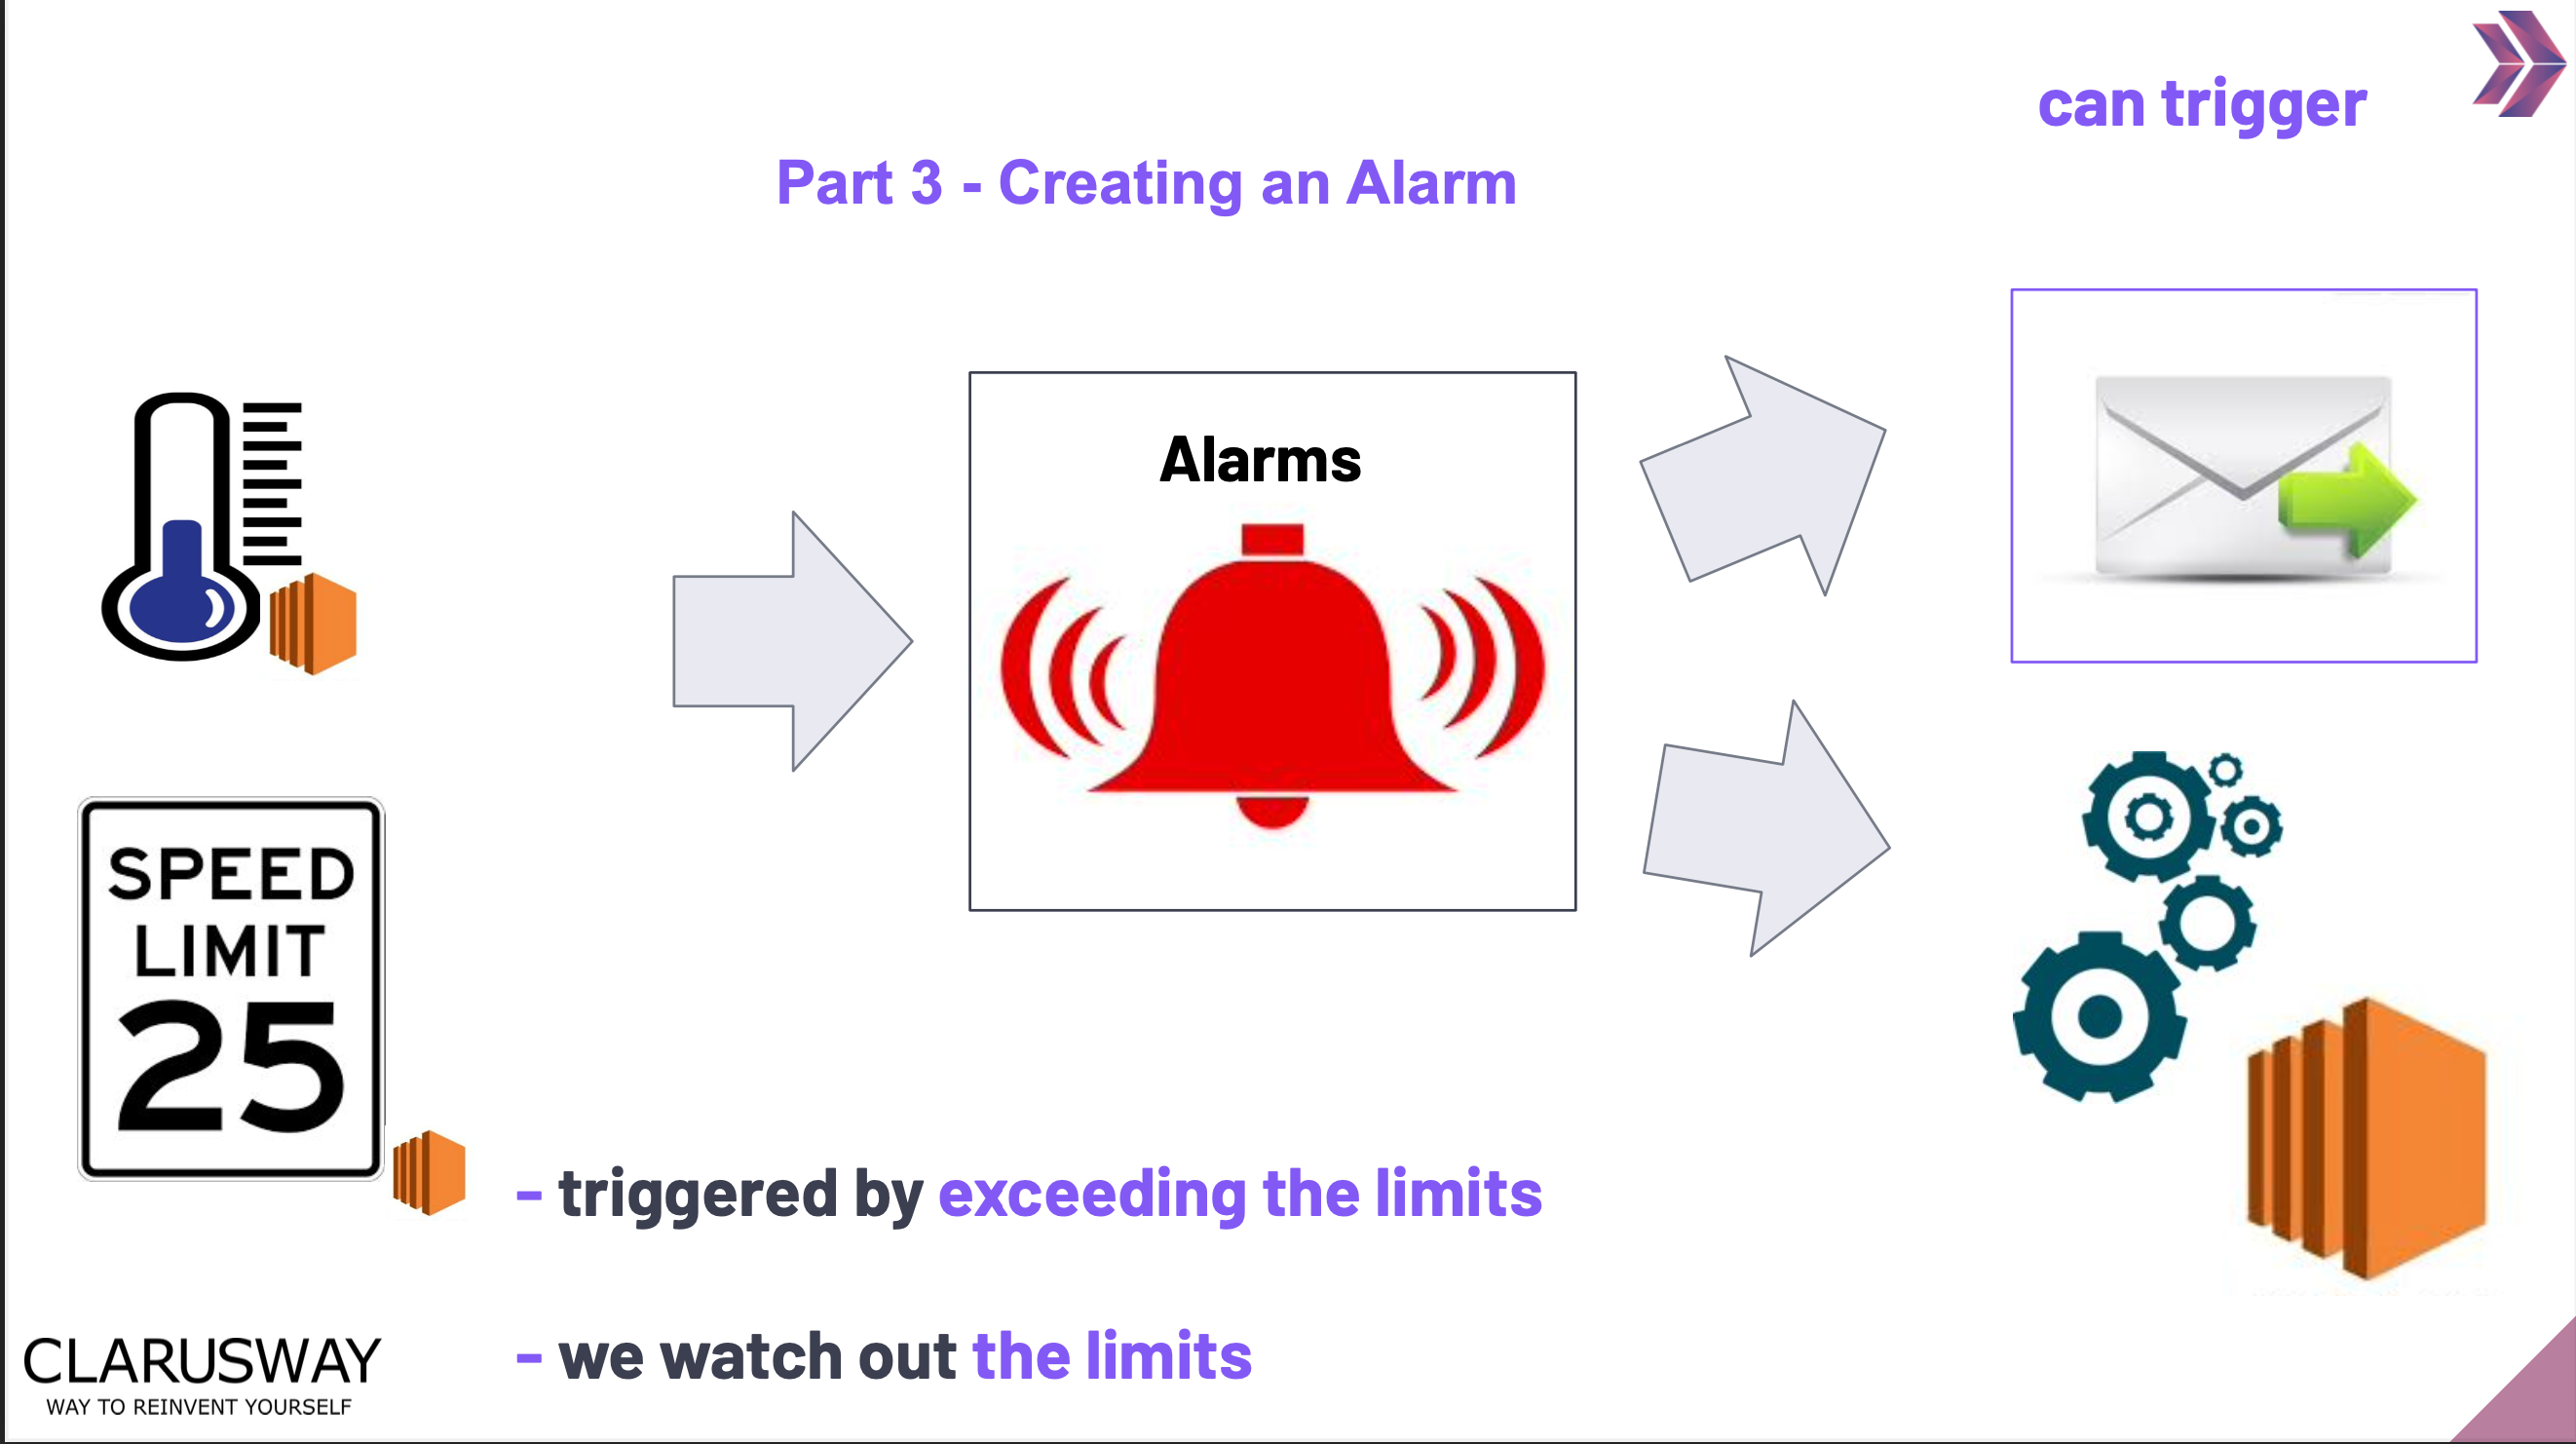 can trigger
Part 3 - Creating an Alarm
Alarms
SPEED
LIMIT
25
- triggered by exceeding the limits
- we watch out the limits
CLARUSWAY
WAY TO REINVENT YOURSELF